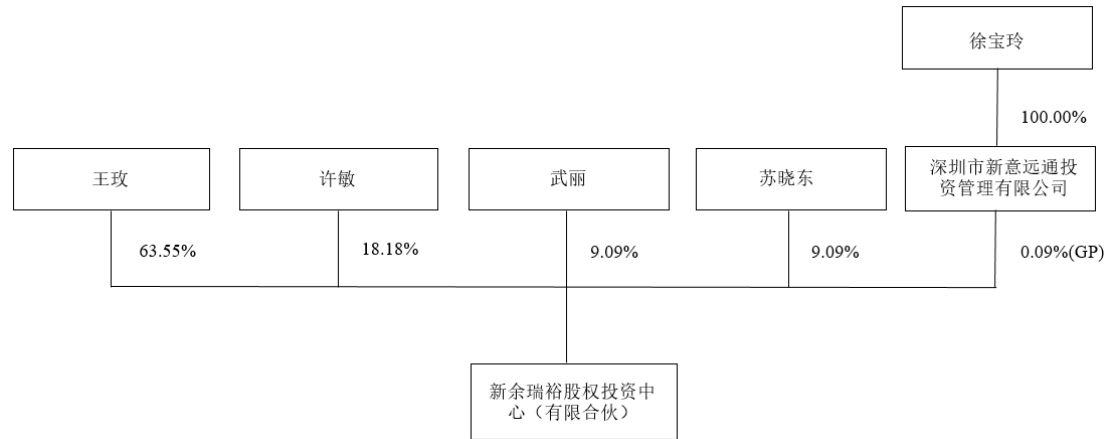 徐宝玲
100.00%
王玫
许敏
武丽
苏晓东
深圳市新意远通投
资管理有限公司
63.55%
18.18%
9.09%
9.09%
0.09%(GP)
新余瑞裕股权投资中
心（有限合伙）